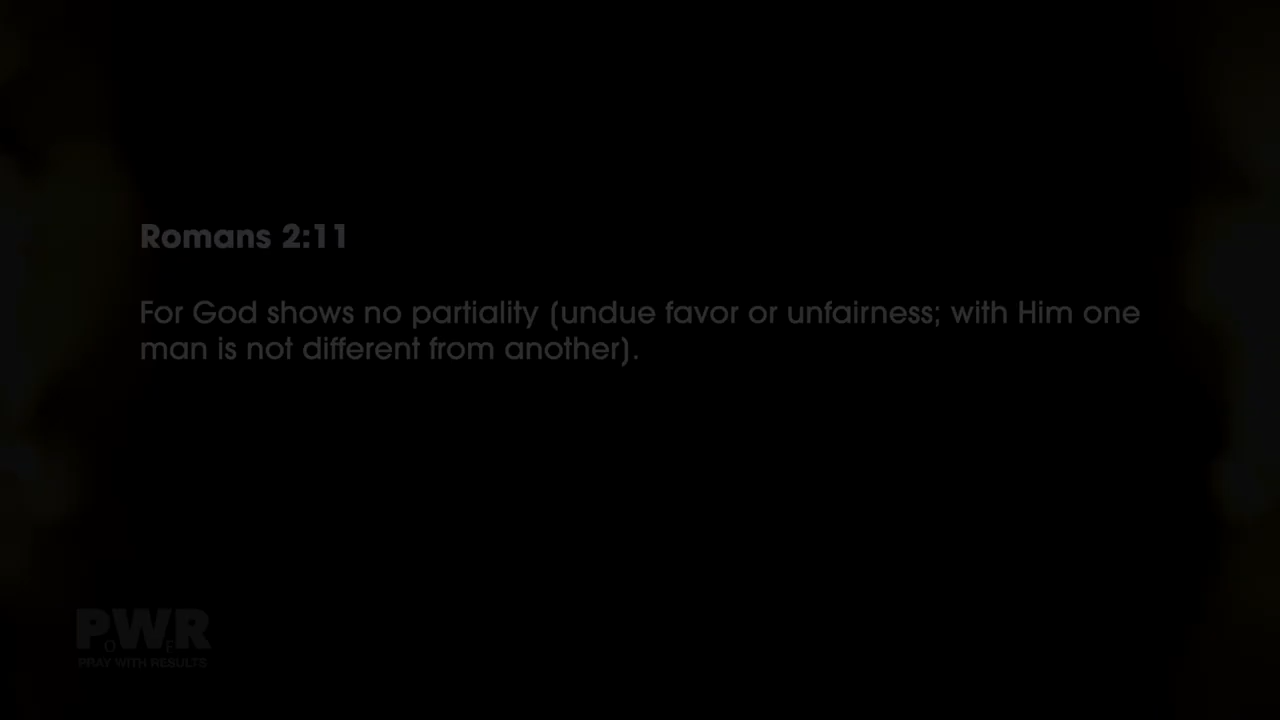 Romans 2:11
For God shows no partiality (undue favor or unfairness; with Him one
man is not different from another).
PoWER
PRAY WITH RESULTS